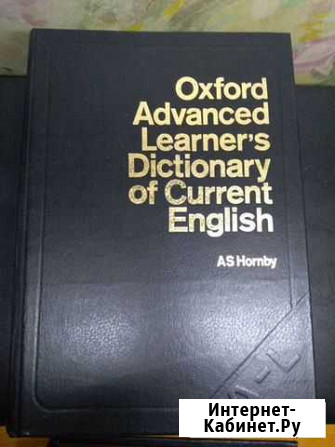 Oxford
Advanced
Learner's
Dictionary
of Current
English
AS Hornby
Интернет-
Кабинет.Ру